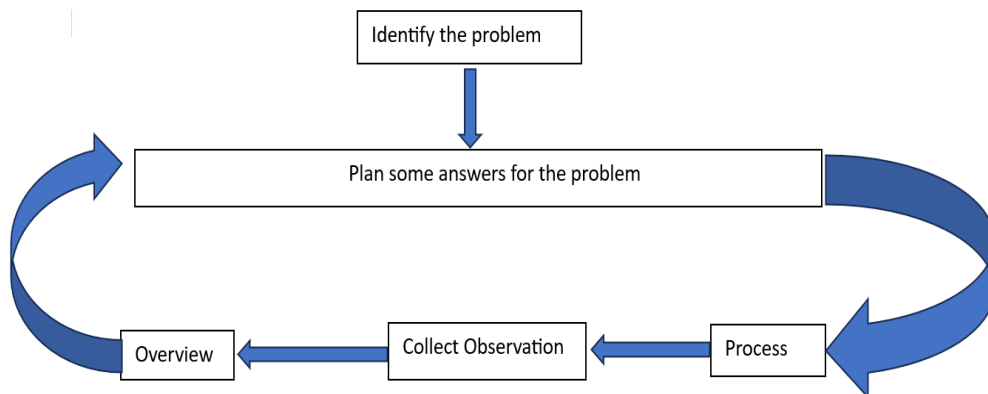 Identify the problem
Plan some answers for the problem
Process
Collect Observation
Overview